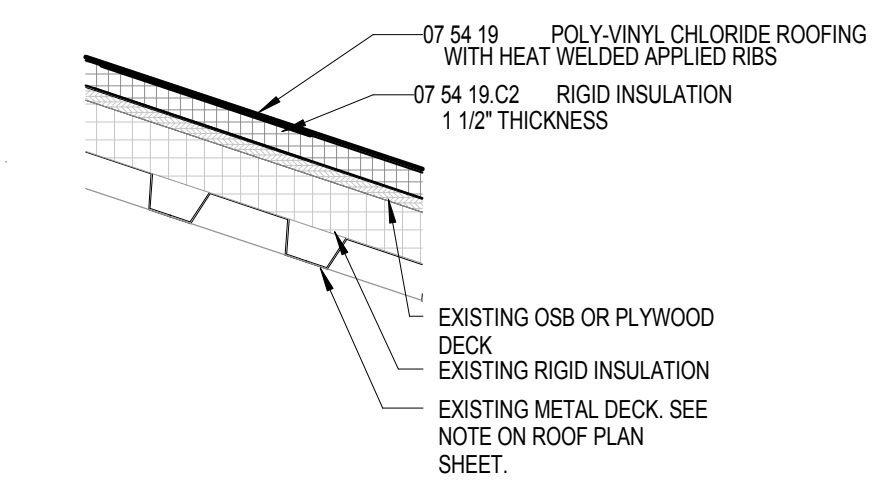 07 54 19 POLY-VINYL CHLORIDE ROOFING
WITH HEAT WELDED APPLIED RIBS
07 54 19.C2 RIGID INSULATION
1 1/2" THICKNESS
EXISTING OSB OR PLYWOOD
DECK
EXISTING RIGID INSULATION
EXISTING METAL DECK. SEE
NOTE ON ROOF PLAN
SHEET.